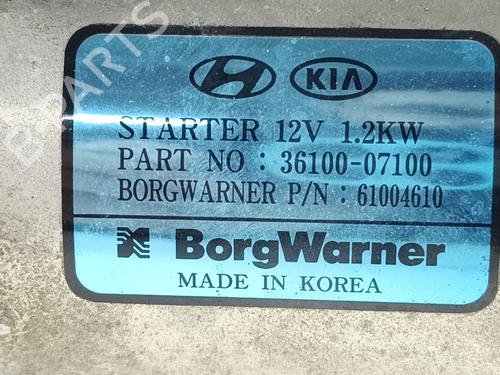 B-PARTS
KIA
STARTER 12V 1.2KW
PART NO : 36100-07100
BORGWARNER P/N : 61004610
BorgWarner
MADE IN KOREA